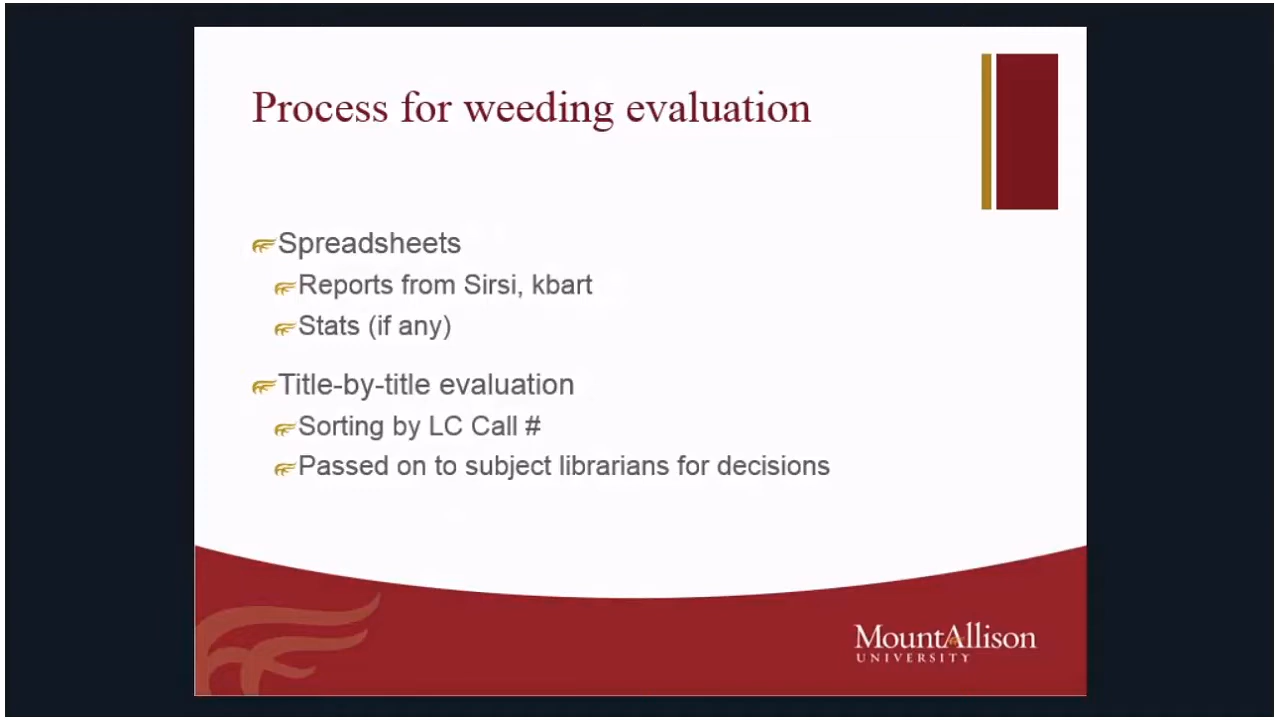 Process for weeding evaluation
Spreadsheets
Reports from Sirsi, kbart
Stats (if any)
Title-by-title evaluation
Sorting by LC Call #
Passed on to subject librarians for decisions
MountAllison
UNIVERSITY